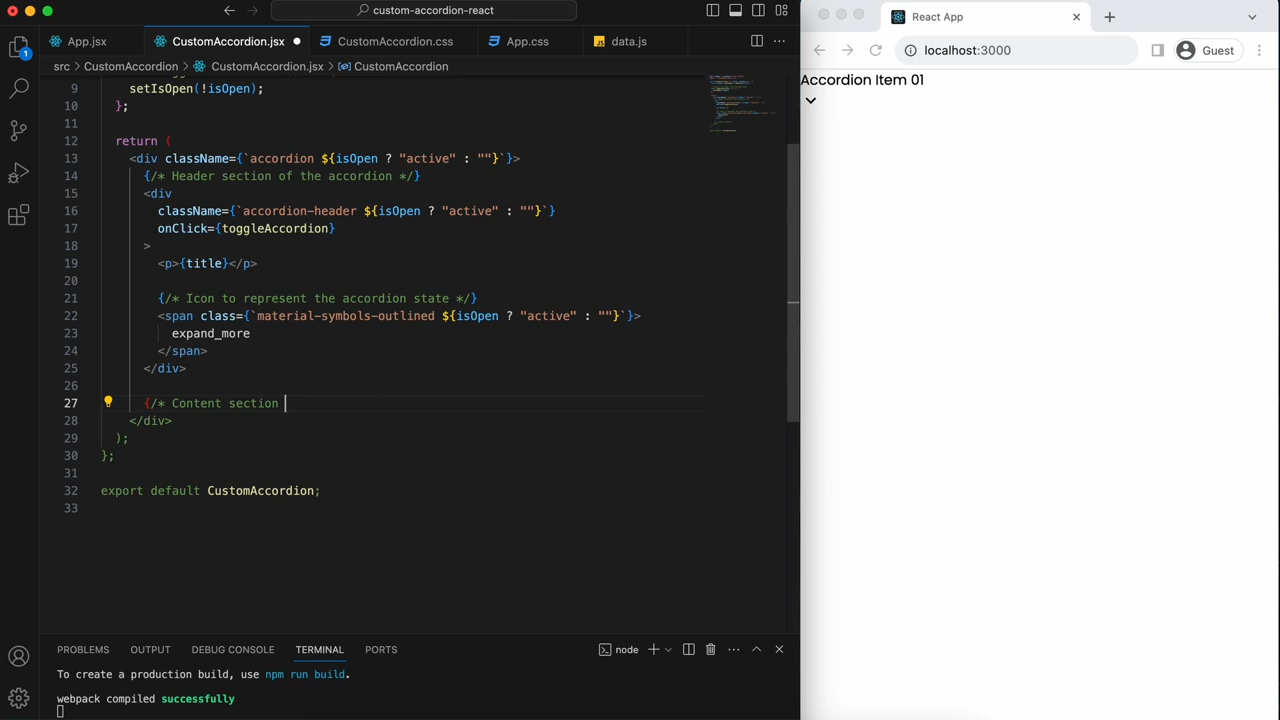 custom-accordion-react
App.jsx
CustomAccordion.jsx
CustomAccordion.css
App.css
JS data.js
src > CustomAccordion > CustomAccordion.jsx > CustomAccordion
9 setIsOpen(!isOpen);
10 };
11
12 return (
13 <div className={`accordion ${isOpen ? "active" : ""}`}>
14 {/* Header section of the accordion */}
15 <div
16 className={`accordion-header ${isOpen ? "active" : ""}`}
17 onClick={toggleAccordion}
18 >
19 <p>{title}</p>
20
21 {/* Icon to represent the accordion state */}
22 <span class={`material-symbols-outlined ${isOpen ? "active" : ""}`}>
23 expand_more
24 </span>
25 </div>
26
27 {/* Content section
28 </div>
29 );
30 };
31
32 export default CustomAccordion;
33
PROBLEMS OUTPUT DEBUG CONSOLE TERMINAL PORTS
node
To create a production build, use npm run build.
webpack compiled successfully
1
React App
localhost:3000
Guest
Accordion Item 01